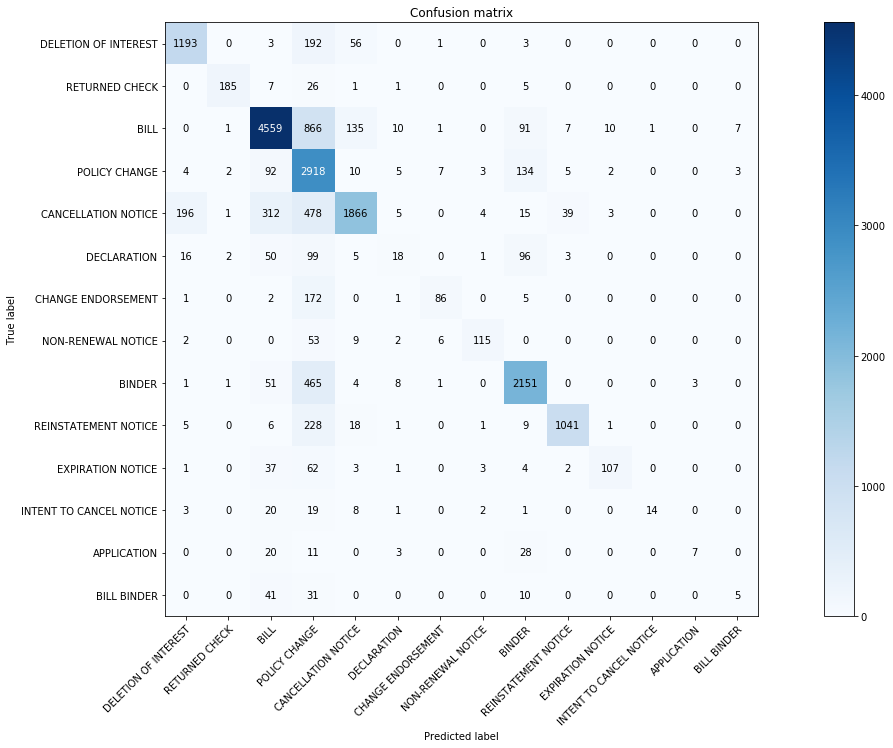 Confusion matrix
DELETION OF INTEREST 1193 0 3 192 56 0 1 0 3 0 0 0 0 0
RETURNED CHECK 0 185 7 26 1 1 0 0 5 0 0 0 0 0
BILL 0 1 4559 866 135 10 1 0 91 7 10 1 0 7
POLICY CHANGE 4 2 92 2918 10 5 7 3 134 5 2 0 0 3
CANCELLATION NOTICE 196 1 312 478 1866 5 0 4 15 39 3 0 0 0
DECLARATION 16 2 50 99 5 18 0 1 96 3 0 0 0 0
CHANGE ENDORSEMENT 1 0 2 172 0 1 86 0 5 0 0 0 0 0
NON-RENEWAL NOTICE 2 0 0 53 9 2 6 115 0 0 0 0 0 0
BINDER 1 1 51 465 4 8 1 0 2151 0 0 0 3 0
REINSTATEMENT NOTICE 5 0 6 228 18 1 0 1 9 1041 1 0 0 0
EXPIRATION NOTICE 1 0 37 62 3 1 0 3 4 2 107 0 0 0
INTENT TO CANCEL NOTICE 3 0 20 19 8 1 0 2 1 0 0 14 0 0
APPLICATION 0 0 20 11 0 3 0 0 28 0 0 0 7 0
BILL BINDER 0 0 41 31 0 0 0 0 10 0 0 0 0 5
True label
DELETION OF INTEREST
RETURNED CHECK
BILL
POLICY CHANGE
CANCELLATION NOTICE
DECLARATION
CHANGE ENDORSEMENT
NON-RENEWAL NOTICE
BINDER
REINSTATEMENT NOTICE
EXPIRATION NOTICE
INTENT TO CANCEL NOTICE
APPLICATION
BILL BINDER
Predicted label
4000
3000
2000
1000
0